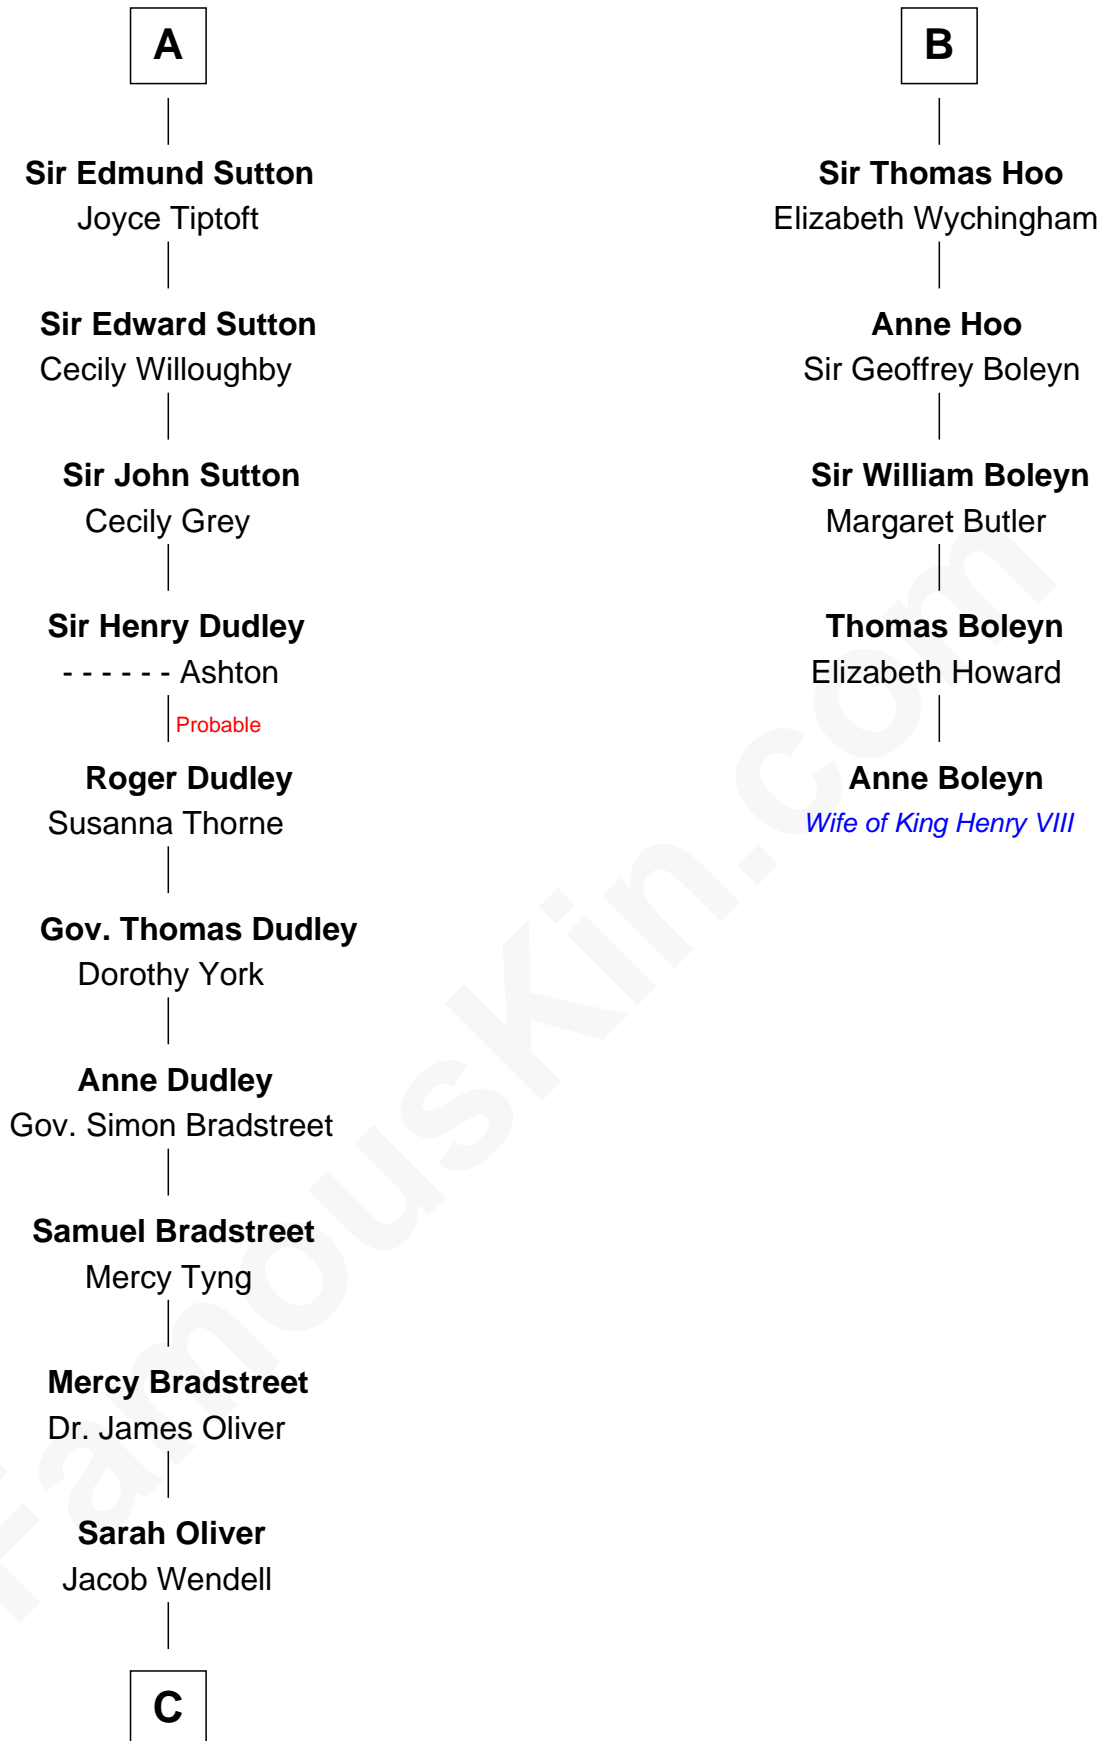 A
Sir Edmund Sutton
Joyce Tiptoft
Sir Edward Sutton
Cecily Willoughby
Sir John Sutton
Cecily Grey
Sir Henry Dudley
- - - - - - Ashton
Probable
Roger Dudley
Susanna Thorne
Gov. Thomas Dudley
Dorothy York
Anne Dudley
Gov. Simon Bradstreet
Samuel Bradstreet
Mercy Tyng
Mercy Bradstreet
Dr. James Oliver
Sarah Oliver
Jacob Wendell
C
B
Sir Thomas Hoo
Elizabeth Wychingham
Anne Hoo
Sir Geoffrey Boleyn
Sir William Boleyn
Margaret Butler
Thomas Boleyn
Elizabeth Howard
Anne Boleyn
Wife of King Henry VIII
FamousKin.com